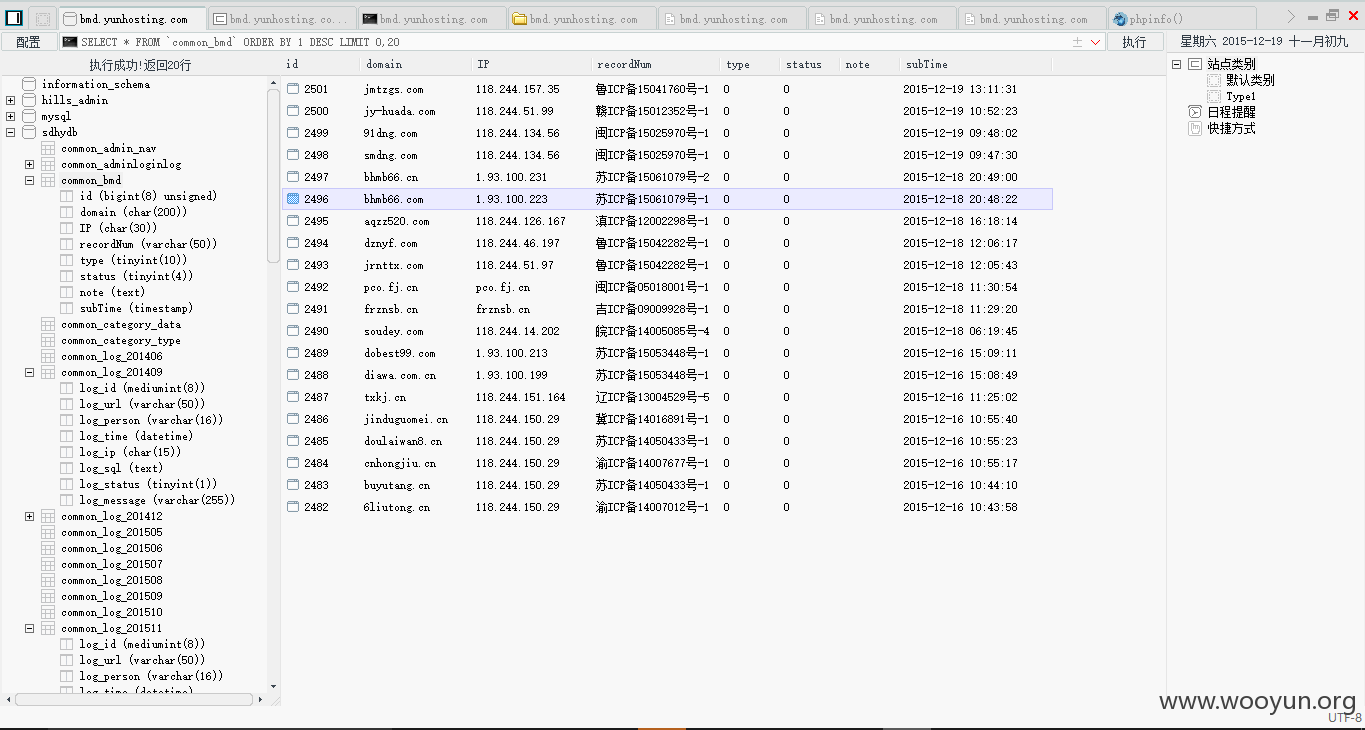 bmd.yunhosting.com
bmd.yunhosting.co...
bmd.yunhosting.com
bmd.yunhosting.com
bmd.yunhosting.com
bmd.yunhosting.com
bmd.yunhosting.com
phpinfo()
配置
SELECT * FROM `common_bmd` ORDER BY 1 DESC LIMIT 0,20
执行
星期六 2015-12-19 十一月初九
执行成功!返回20行
information_schema
hills_admin
mysql
sdhydb
common_admin_nav
common_adminloginlog
common_bmd
id (bigint(8) unsigned)
domain (char(200))
IP (char(30))
recordNum (varchar(50))
type (tinyint(10))
status (tinyint(4))
note (text)
subTime (timestamp)
common_category_data
common_category_type
common_log_201406
common_log_201409
log_id (mediumint(8))
log_url (varchar(50))
log_person (varchar(16))
log_time (datetime)
log_ip (char(15))
log_sql (text)
log_status (tinyint(1))
log_message (varchar(255))
common_log_201412
common_log_201505
common_log_201506
common_log_201507
common_log_201508
common_log_201509
common_log_201510
common_log_201511
log_id (mediumint(8))
log_url (varchar(50))
log_person (varchar(16))
log_time (datetime)
id domain IP recordNum type status note subTime
2501 jmtzgs.com 118.244.157.35 鲁ICP备15041760号-1 0 0 2015-12-19 13:11:31
2500 jy-huada.com 118.244.51.99 赣ICP备15012352号-1 0 0 2015-12-19 10:52:23
2499 91dng.com 118.244.134.56 闽ICP备15025970号-1 0 0 2015-12-19 09:48:02
2498 smdng.com 118.244.134.56 闽ICP备15025970号-1 0 0 2015-12-19 09:47:30
2497 bhmb66.cn 1.93.100.231 苏ICP备15061079号-2 0 0 2015-12-18 20:49:00
2496 bhmb66.com 1.93.100.223 苏ICP备15061079号-1 0 0 2015-12-18 20:48:22
2495 aqzz520.com 118.244.126.167 滇ICP备12002298号-1 0 0 2015-12-18 16:18:14
2494 dznyf.com 118.244.46.197 鲁ICP备15042282号-1 0 0 2015-12-18 12:06:17
2493 jrnttx.com 118.244.51.97 鲁ICP备15042282号-1 0 0 2015-12-18 12:05:43
2492 pco.fj.cn pco.fj.cn 闽ICP备05018001号-1 0 0 2015-12-18 11:30:54
2491 frznsb.cn frznsb.cn 吉ICP备09009928号-1 0 0 2015-12-18 11:29:20
2490 soudey.com 118.244.14.202 皖ICP备14005085号-4 0 0 2015-12-18 06:19:45
2489 dobest99.com 1.93.100.213 苏ICP备15053448号-1 0 0 2015-12-16 15:09:11
2488 diawa.com.cn 1.93.100.199 苏ICP备15053448号-1 0 0 2015-12-16 15:08:49
2487 txkj.cn 118.244.151.164 辽ICP备13004529号-5 0 0 2015-12-16 11:25:02
2486 jinduguomei.cn 118.244.150.29 冀ICP备14016891号-1 0 0 2015-12-16 10:55:40
2485 doulaiwan8.cn 118.244.150.29 苏ICP备14050433号-1 0 0 2015-12-16 10:55:23
2484 cnhongjiu.cn 118.244.150.29 渝ICP备14007677号-1 0 0 2015-12-16 10:55:17
2483 buyutang.cn 118.244.150.29 苏ICP备14050433号-1 0 0 2015-12-16 10:44:10
2482 6liutong.cn 118.244.150.29 渝ICP备14007012号-1 0 0 2015-12-16 10:43:58
站点类别
默认类别
Type1
日程提醒
快捷方式
www.wooyun.org
UTF-8